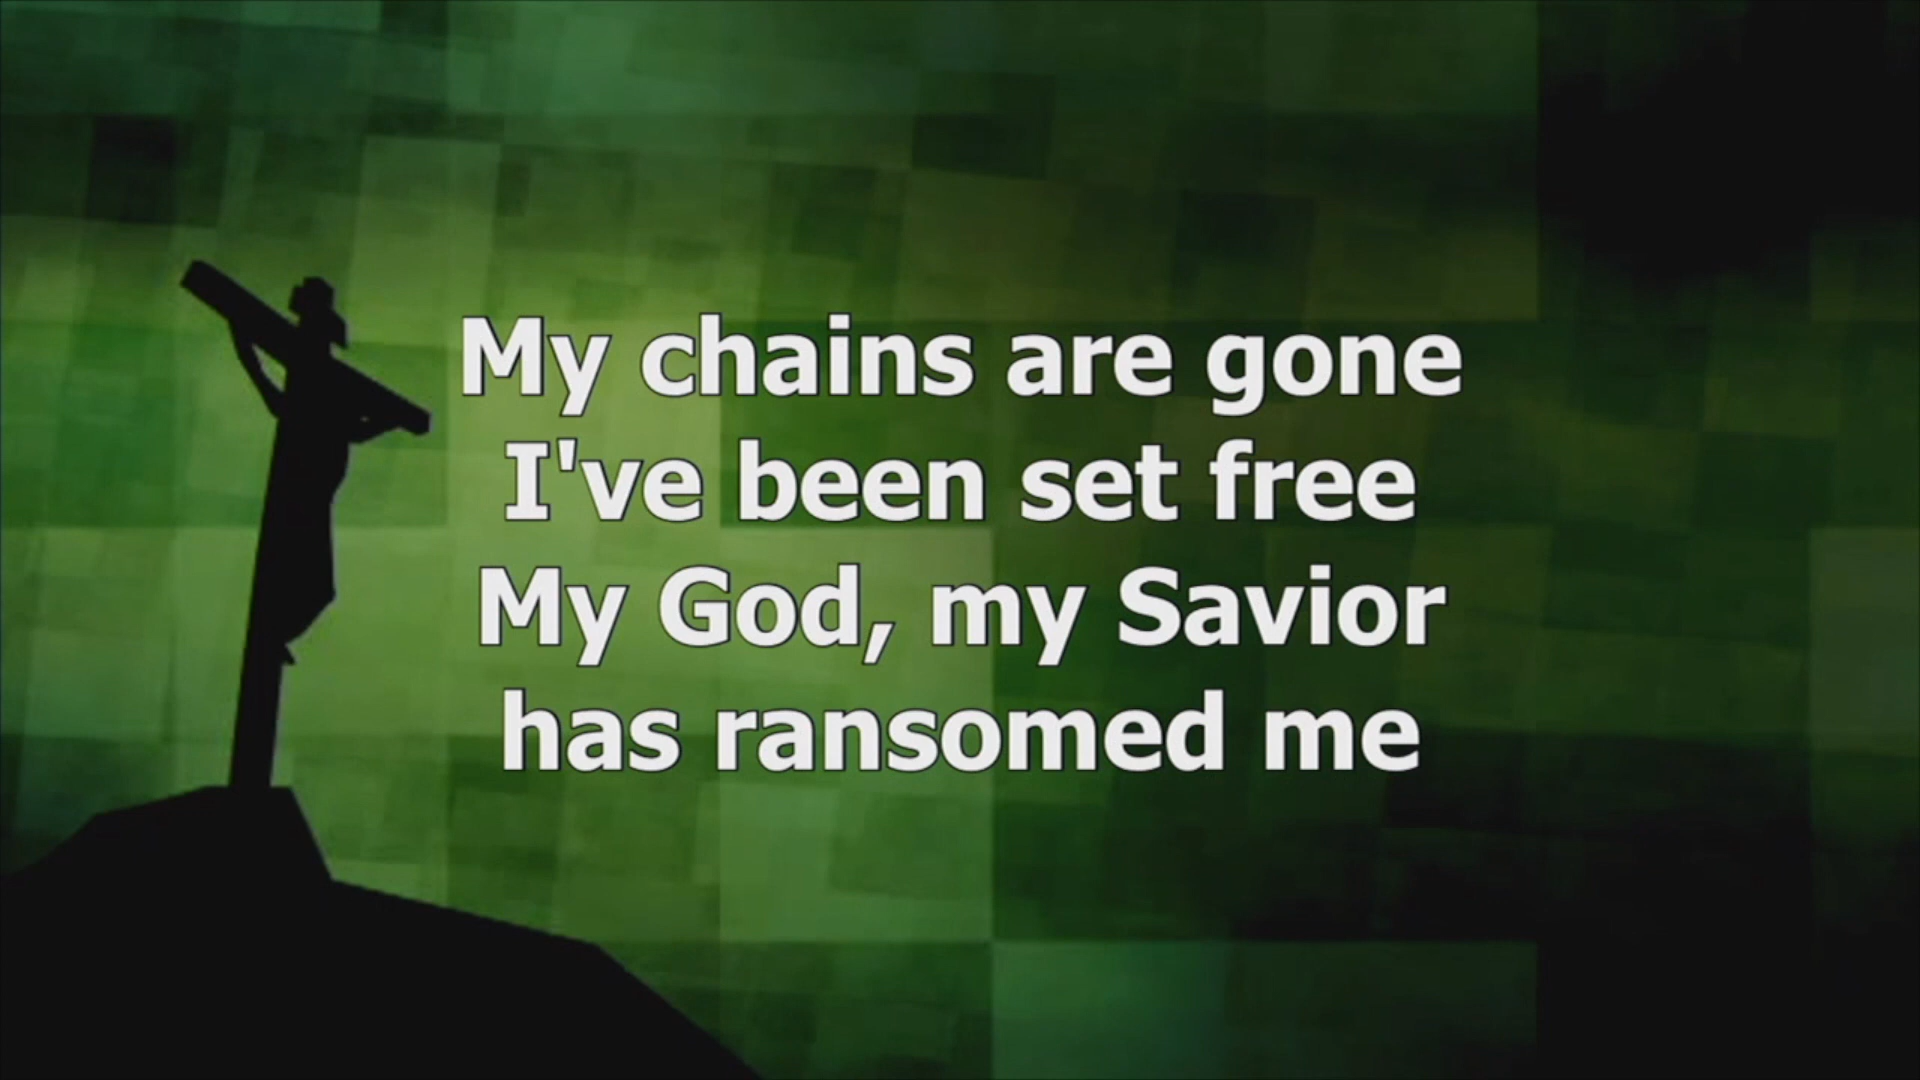 My chains are gone
I've been set free
My God, my Savior
has ransomed me